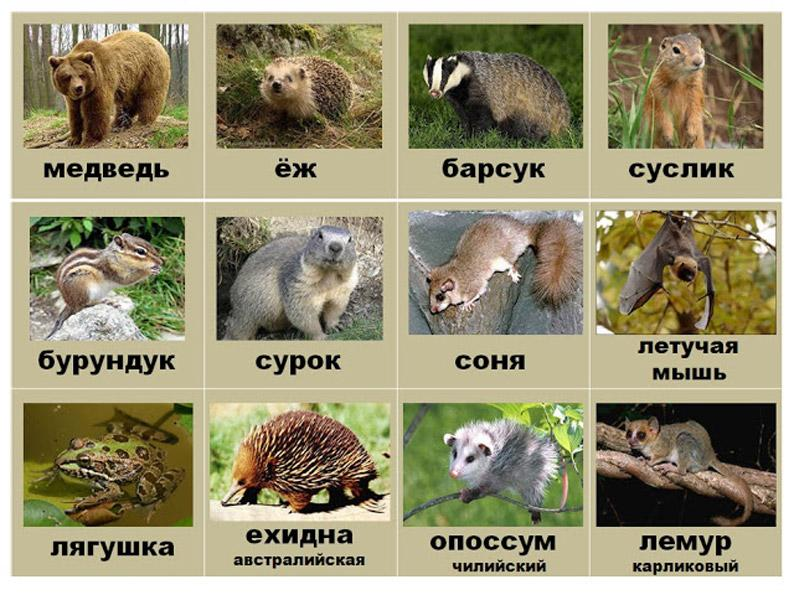 медведь ёж барсук суслик
бурундук сурок соня летучая
мышь
лягушка ехидна опоссум лемур
австралийская чилийский карликовый